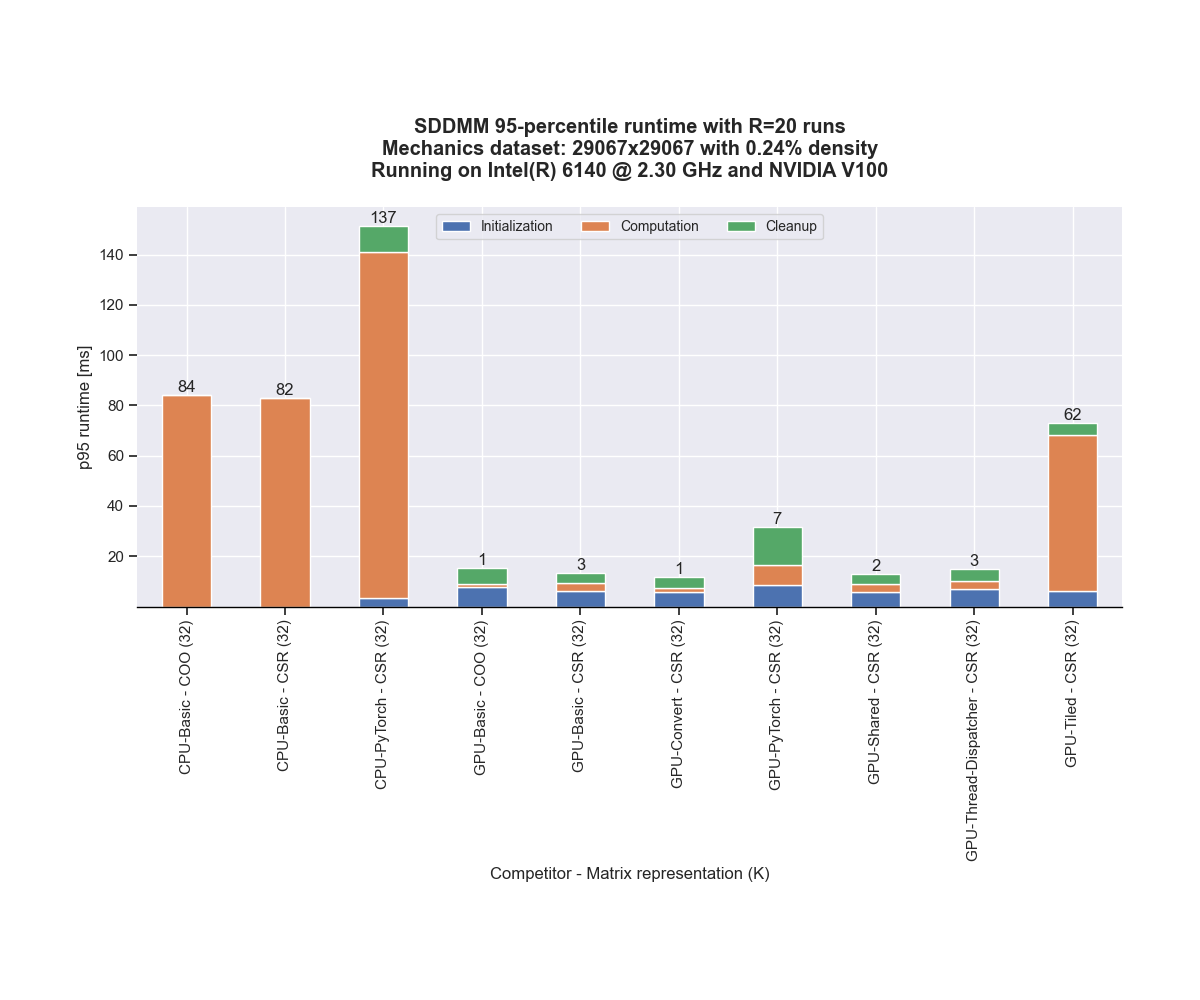 SDDMM 95-percentile runtime with R=20 runs
Mechanics dataset: 29067x29067 with 0.24% density
Running on Intel(R) 6140 @ 2.30 GHz and NVIDIA V100
Initialization
Computation
Cleanup
137
84
82
1
3
1
7
2
3
62
p95 runtime [ms]
140
120
100
80
60
40
20
CPU-Basic - COO (32)
CPU-Basic - CSR (32)
CPU-PyTorch - CSR (32)
GPU-Basic - COO (32)
GPU-Basic - CSR (32)
GPU-Convert - CSR (32)
GPU-PyTorch - CSR (32)
GPU-Shared - CSR (32)
GPU-Thread-Dispatcher - CSR (32)
GPU-Tiled - CSR (32)
Competitor - Matrix representation (K)